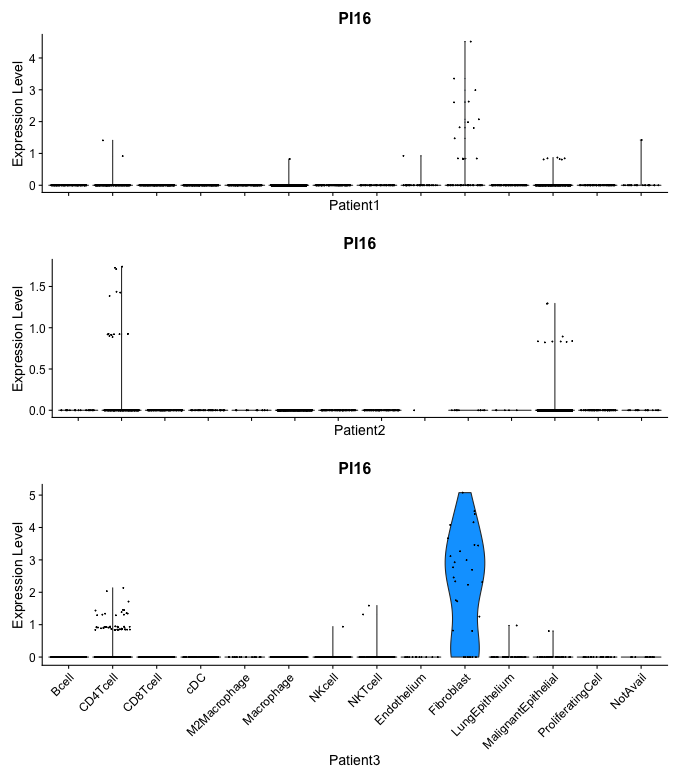 PI16
Expression Level
4
3
2
1
0
Patient1
PI16
Expression Level
1.5
1.0
0.5
0.0
Patient2
PI16
Expression Level
5
4
3
2
1
0
Bcell
CD4Tcell
CD8Tcell
cDC
M2Macrophage
Macrophage
NKcell
NKTcell
Endothelium
Fibroblast
LungEpithelium
MalignantEpithelial
ProliferatingCell
NotAvail
Patient3